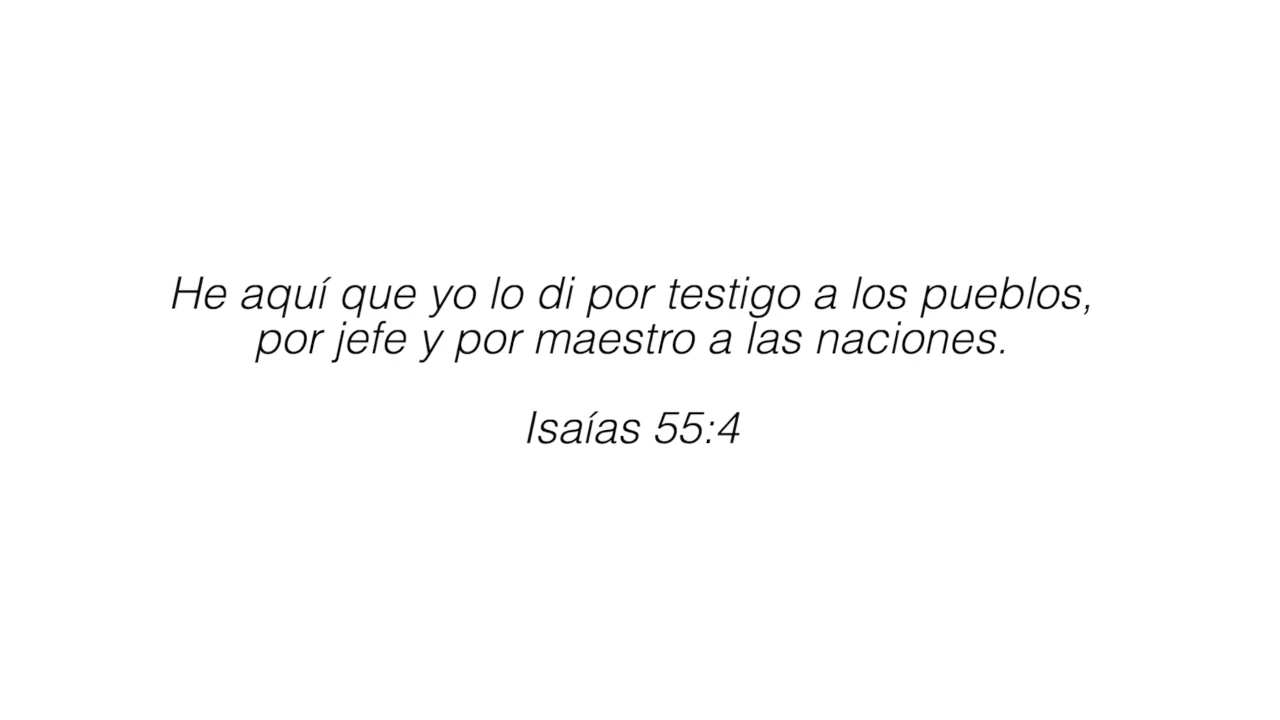 He aquí que yo lo di por testigo a los pueblos,
por jefe y por maestro a las naciones.
Isaías 55:4